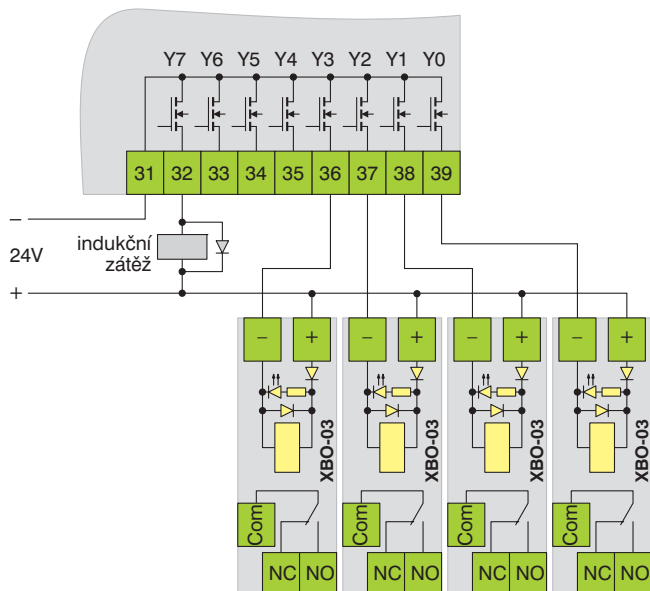 Y7 Y6 Y5 Y4 Y3 Y2 Y1 Y0
31 32 33 34 35 36 37 38 39
–
24V
+
indukční
zátěž
– + – + – + – +
XBO-03 XBO-03 XBO-03 XBO-03
Com Com Com Com
NC NO NC NO NC NO NC NO